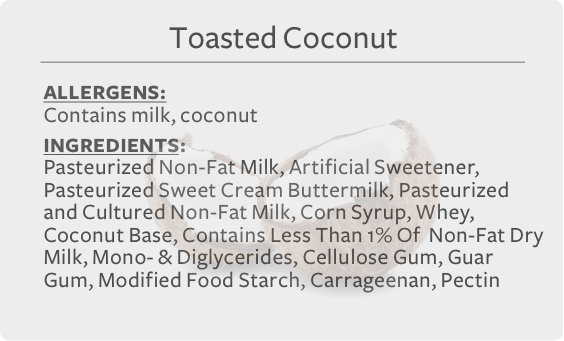 Toasted Coconut
ALLERGENS:
Contains milk, coconut
INGREDIENTS:
Pasteurized Non-Fat Milk, Artificial Sweetener,
Pasteurized Sweet Cream Buttermilk, Pasteurized
and Cultured Non-Fat Milk, Corn Syrup, Whey,
Coconut Base, Contains Less Than 1% Of Non-Fat Dry
Milk, Mono- & Diglycerides, Cellulose Gum, Guar
Gum, Modified Food Starch, Carrageenan, Pectin